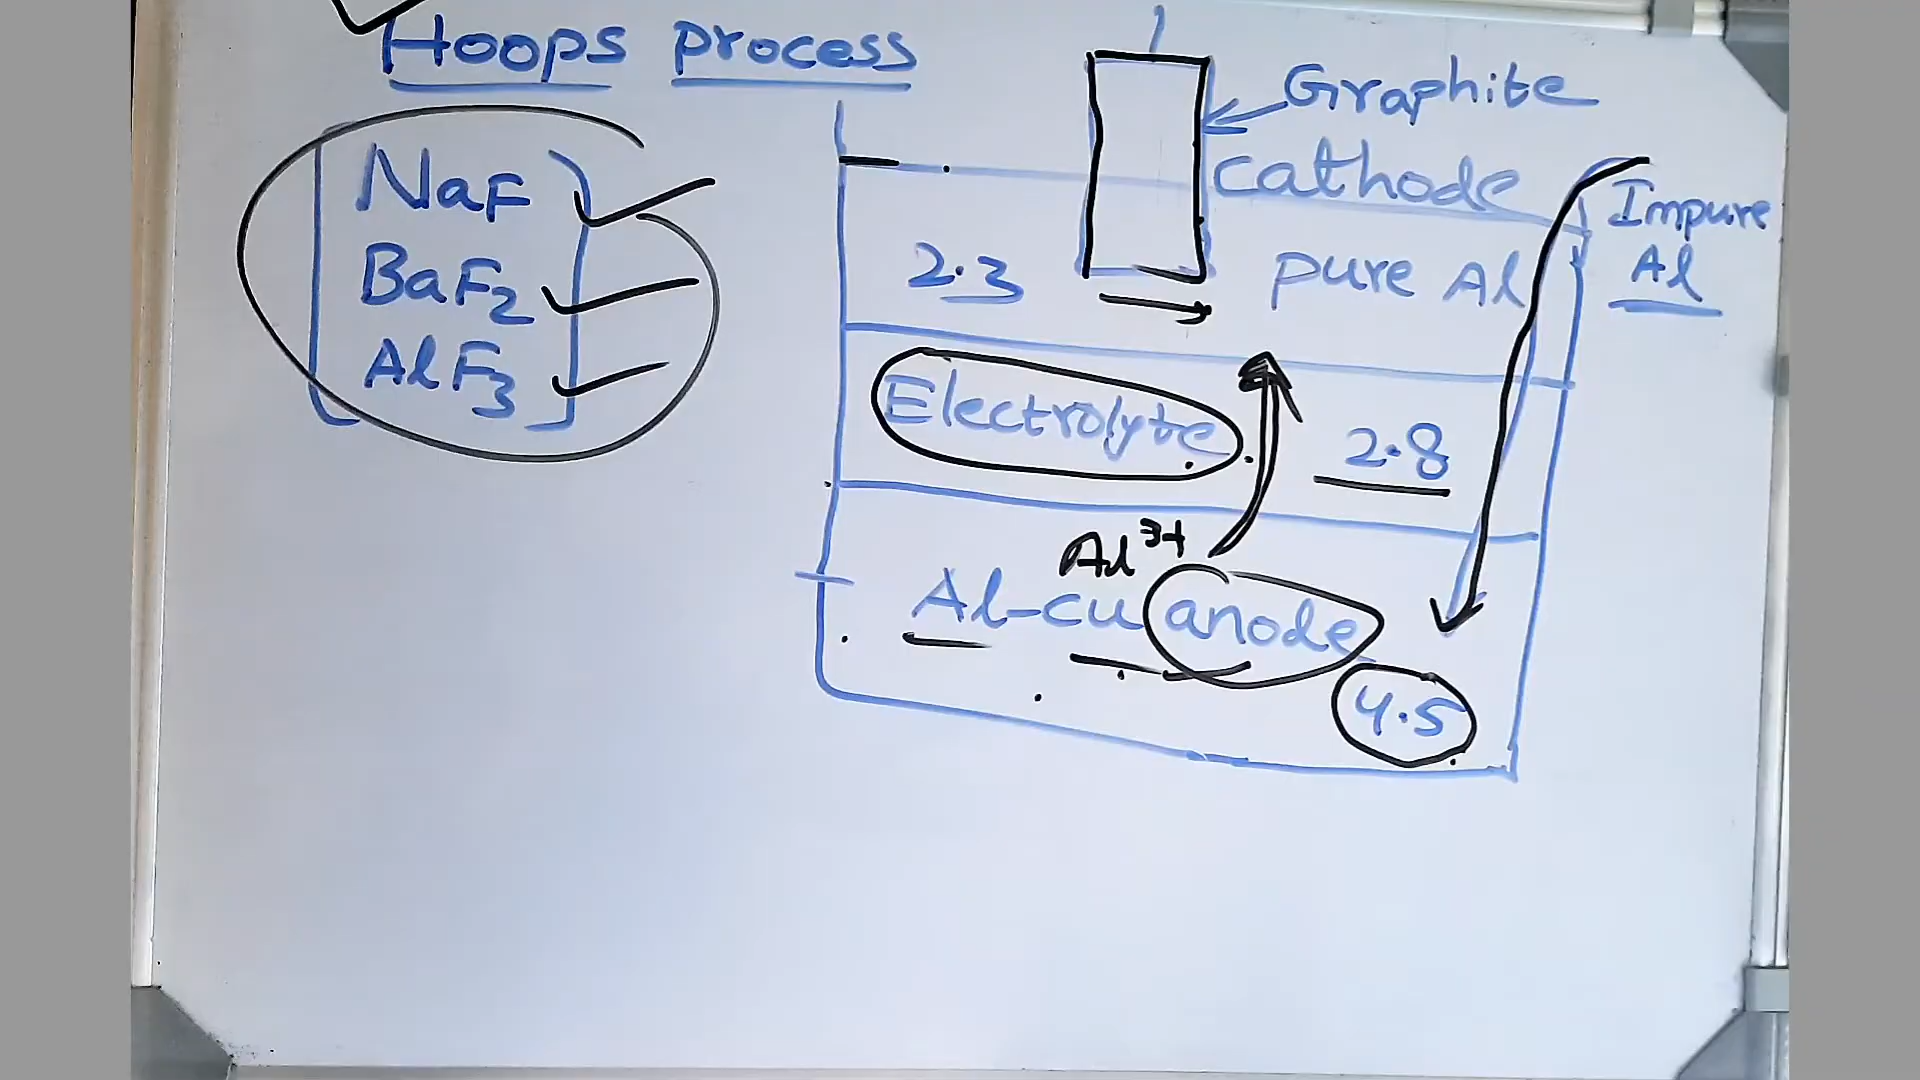 Hoops process
NaF
BaF2
AlF3
Graphite
cathode
Impure
Al
2.3
pure Al
Electrolyte
2.8
Al3+
Al-cu anode
4.5